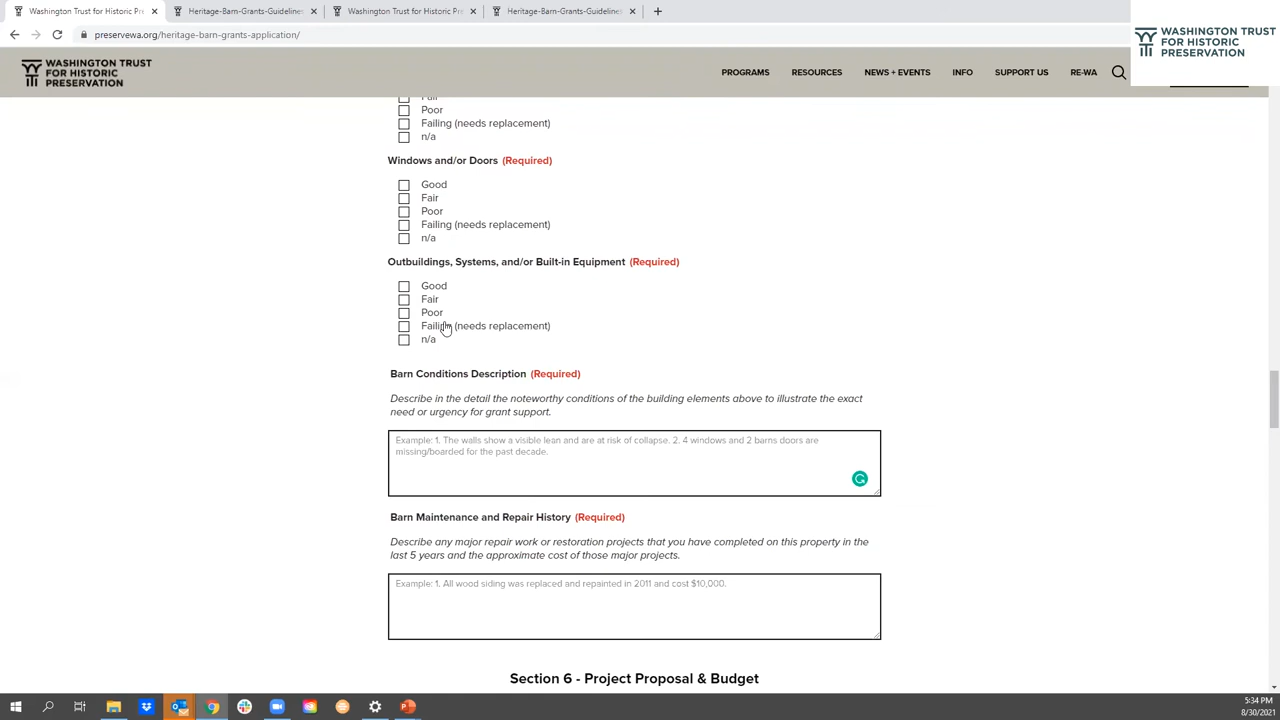 Washington Trust for Historic Pre
Heritage-Barn-Grants-Guidelines
Washington Trust for Historic Pre
Heritage-Barn-Grants-Guidelines
preservewa.org/heritage-barn-grants-application/
WASHINGTON TRUST
FOR HISTORIC
PRESERVATION
WASHINGTON TRUST
FOR HISTORIC
PRESERVATION
PROGRAMS RESOURCES NEWS + EVENTS INFO SUPPORT US RE-WA
Fair
Poor
Failing (needs replacement)
n/a
Windows and/or Doors (Required)
Good
Fair
Poor
Failing (needs replacement)
n/a
Outbuildings, Systems, and/or Built-in Equipment (Required)
Good
Fair
Poor
Failing (needs replacement)
n/a
Barn Conditions Description (Required)
Describe in the detail the noteworthy conditions of the building elements above to illustrate the exact
need or urgency for grant support.
Example: 1. The walls show a visible lean and are at risk of collapse. 2. 4 windows and 2 barns doors are
missing/boarded for the past decade.
Barn Maintenance and Repair History (Required)
Describe any major repair work or restoration projects that you have completed on this property in the
last 5 years and the approximate cost of those major projects.
Example: 1. All wood siding was replaced and repainted in 2011 and cost $10,000.
Section 6 - Project Proposal & Budget
5:34 PM
8/30/2021